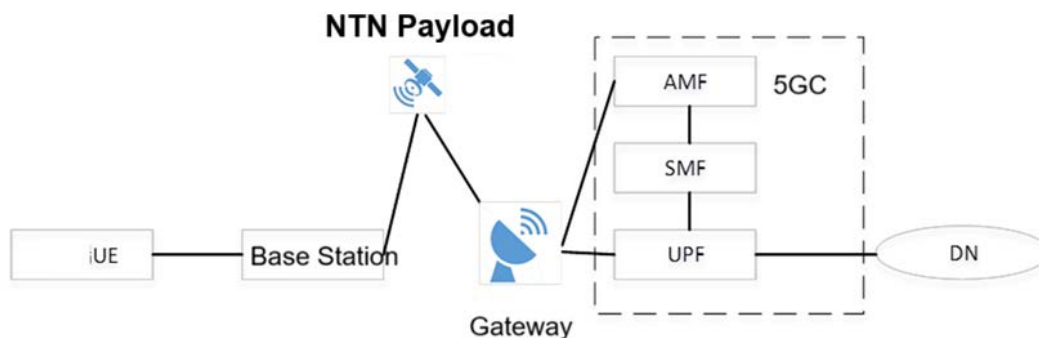 NTN Payload
AMF
5GC
SMF
UE
Base Station
UPF
DN
Gateway